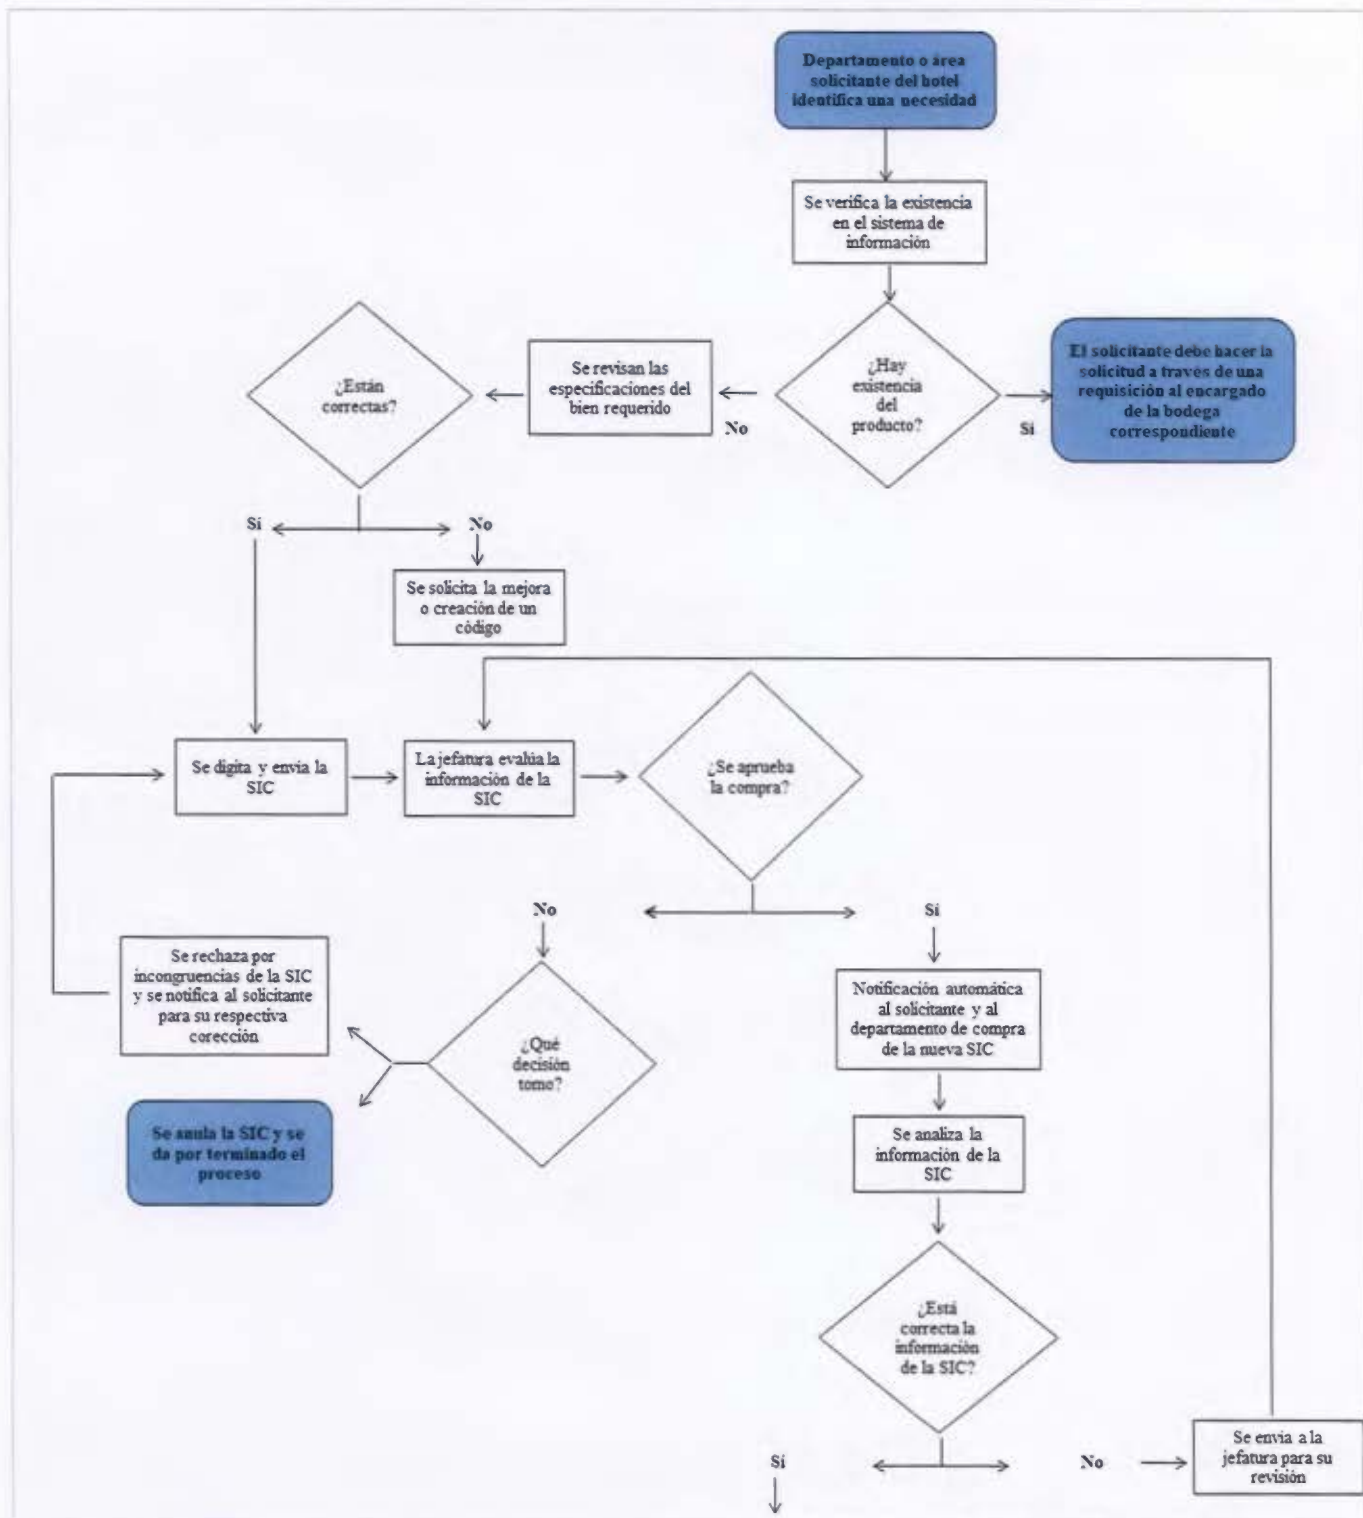 Departamento o área
solicitante del hotel
identifica una necesidad
Se verifica la existencia
en el sistema de
información
¿Hay
existencia
del
producto?
No
Sí
El solicitante debe hacer la
solicitud a través de una
requisición al encargado
de la bodega
correspondiente
Se revisan las
especificaciones del
bien requerido
¿Están
correctas?
Sí
No
Se solicita la mejora
o creación de un
código
Se digita y envia la
SIC
La jefatura evalúa la
información de la
SIC
¿Se aprueba
la compra?
No
Sí
Se rechaza por
incongruencias de la SIC
y se notifica al solicitante
para su respectiva
corección
¿Qué
decisión
tomo?
Se anula la SIC y se
da por terminado el
proceso
Notificación automática
al solicitante y al
departamento de compra
de la nueva SIC
Se analiza la
información de la
SIC
¿Está
correcta la
información
de la SIC?
Sí
No
Se envia a la
jefatura para su
revisión